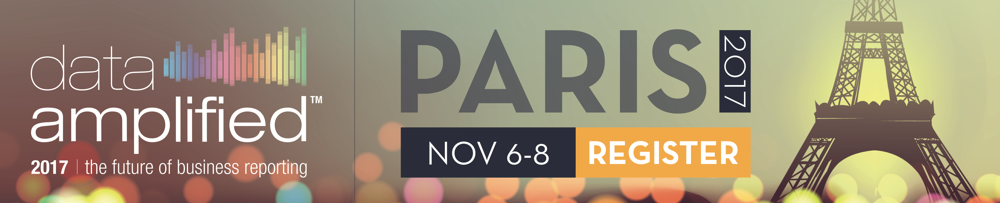 data
amplified™
2017 | the future of business reporting
PARIS
2017
NOV 6-8
REGISTER